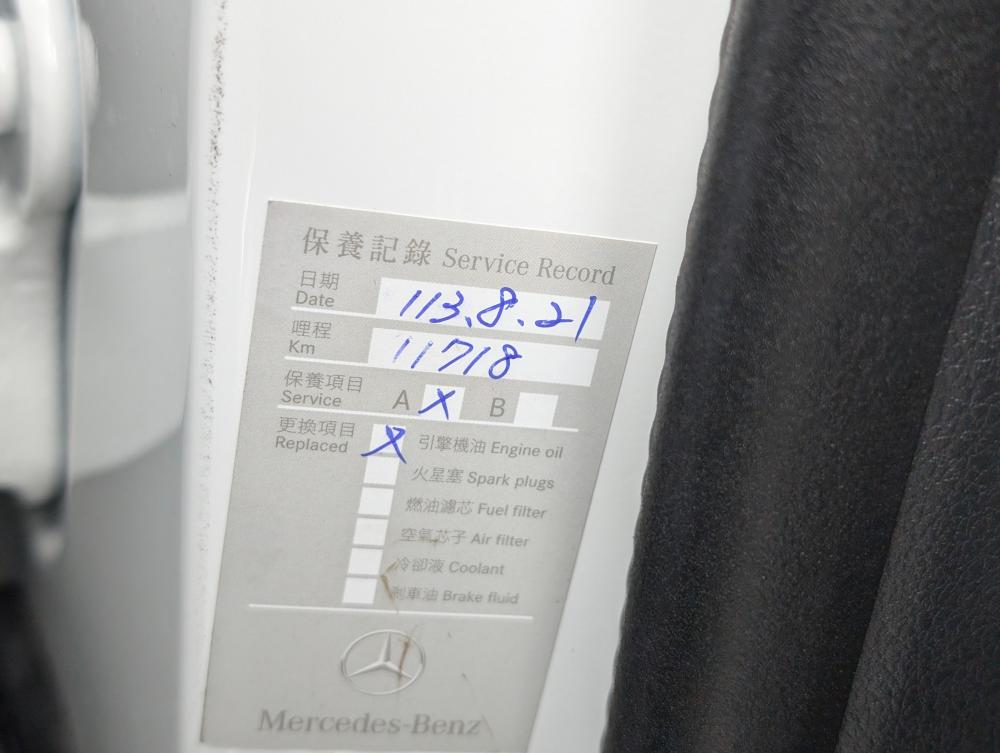 保養記錄 Service Record
日期
Date
113.8.21
哩程
Km
11718
保養項目
Service
A X B
更換項目
Replaced
X 引擎機油 Engine oil
火星塞 Spark plugs
燃油濾芯 Fuel filter
空氣芯子 Air filter
冷卻液 Coolant
剎車油 Brake fluid
Mercedes-Benz